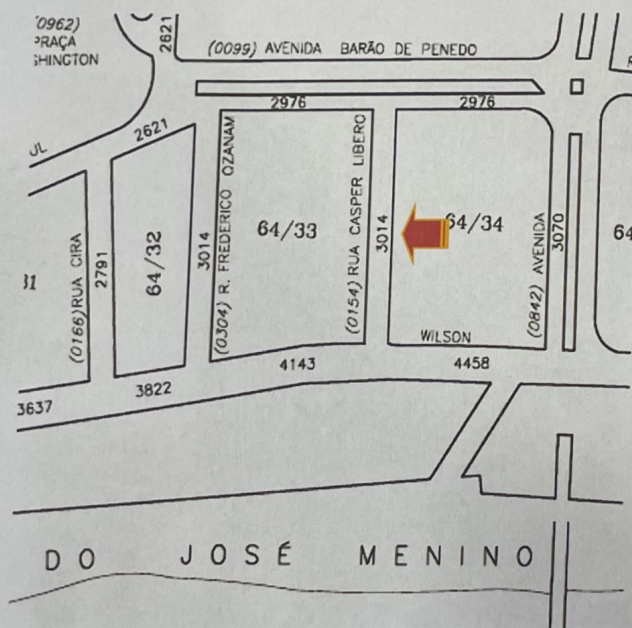 (0962)
PRAÇA
SHINGTON
2621
(0099) AVENIDA BARÃO DE PENEDO
2976
2976
2621
UL
(0166) RUA CIRA
2791
64/32
3014
(0304) R. FREDERICO OZANAM
64/33
(0154) RUA CASPER LIBERO
3014
64/34
(0842) AVENIDA
3070
64
31
WILSON
4143
4458
3822
3637
DO JOSÉ MENINO